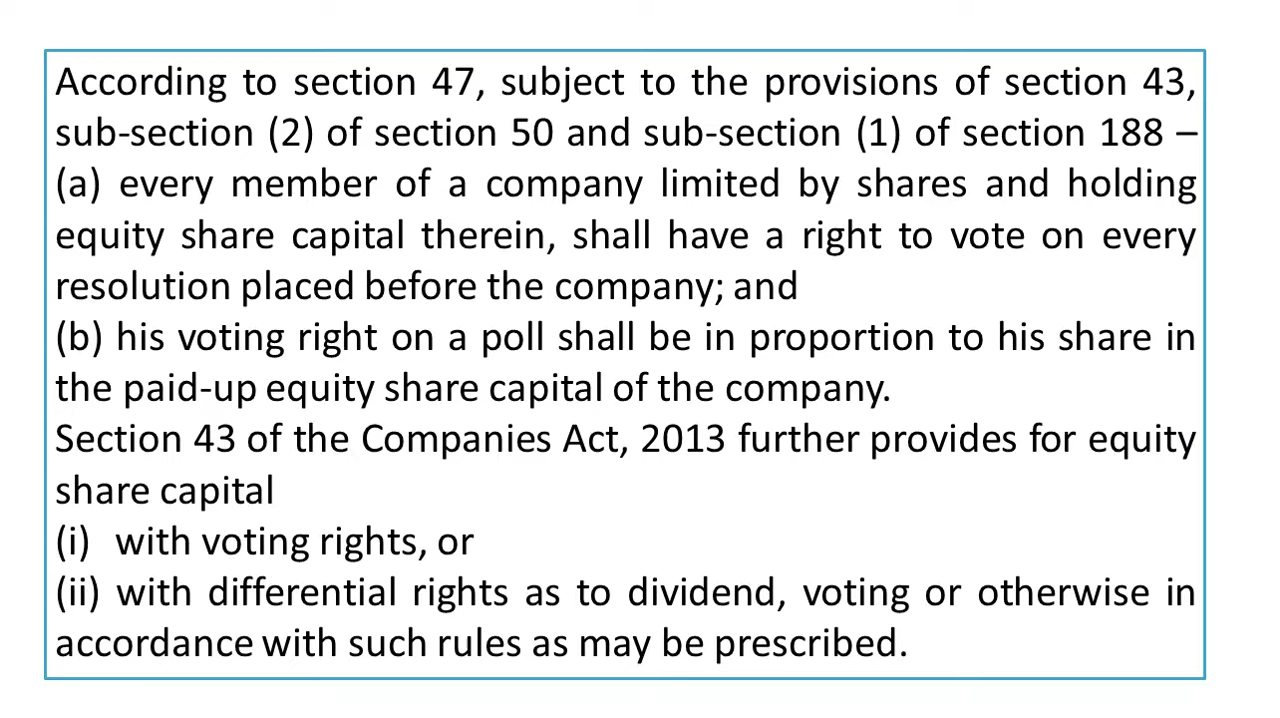 According to section 47, subject to the provisions of section 43,
sub-section (2) of section 50 and sub-section (1) of section 188 –
(a) every member of a company limited by shares and holding
equity share capital therein, shall have a right to vote on every
resolution placed before the company; and
(b) his voting right on a poll shall be in proportion to his share in
the paid-up equity share capital of the company.
Section 43 of the Companies Act, 2013 further provides for equity
share capital
(i) with voting rights, or
(ii) with differential rights as to dividend, voting or otherwise in
accordance with such rules as may be prescribed.